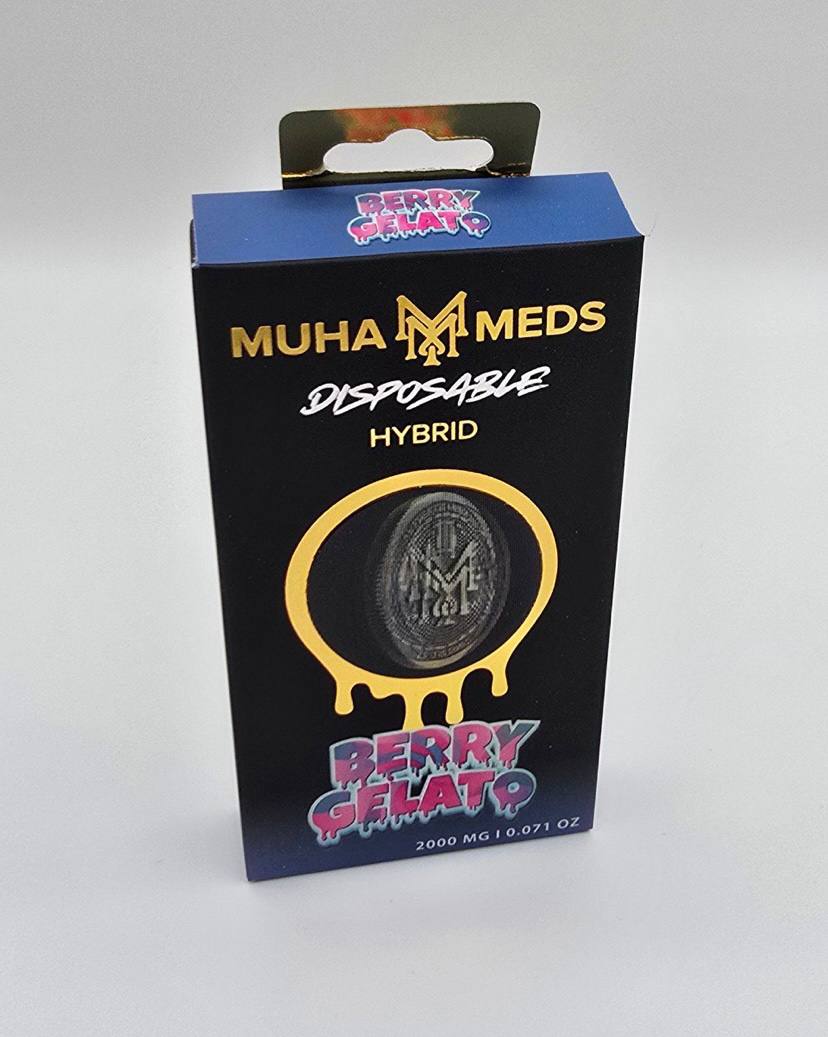 BERRY
GELATO
MUHA MEDS
DISPOSABLE
HYBRID
BERRY
GELATO
2000 MG | 0.071 OZ